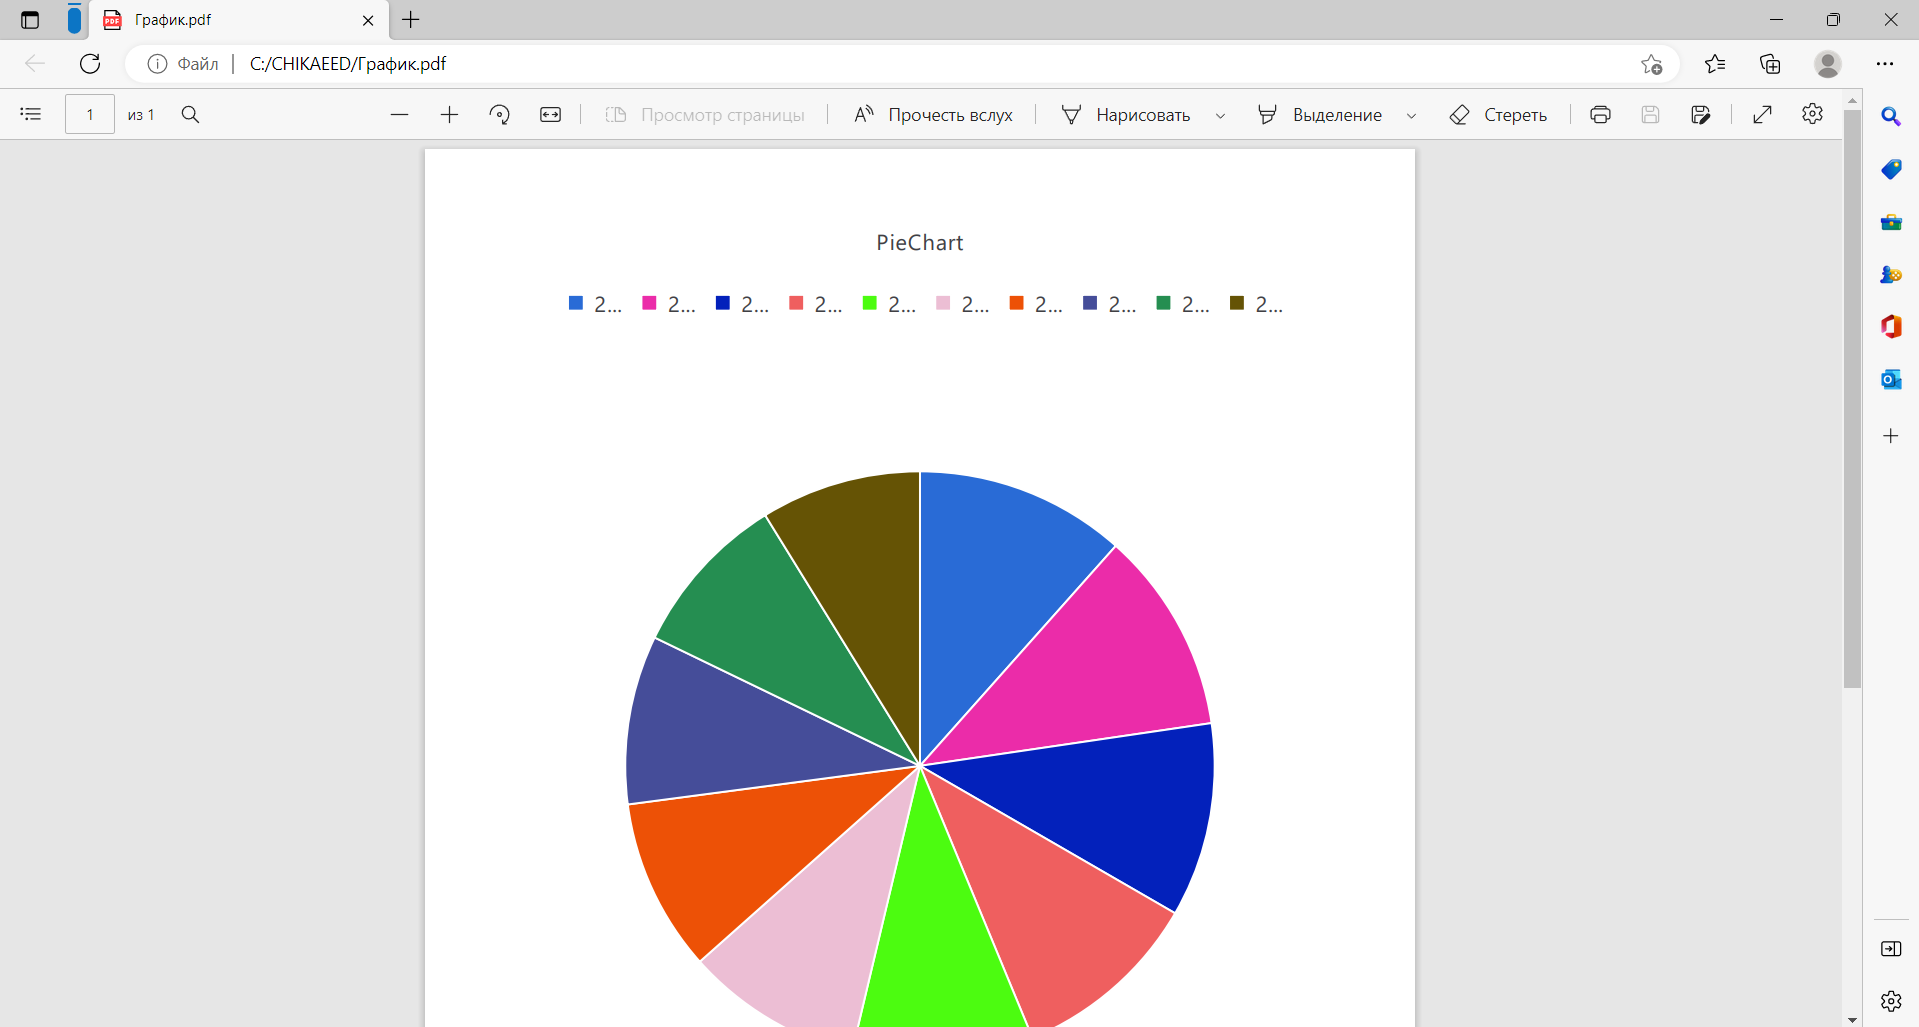 График.pdf
Файл C:/CHIKAEED/График.pdf
1 из 1 Просмотр страницы Прочесть вслух Нарисовать Выделение Стереть
PieChart
2... 2... 2... 2... 2... 2... 2... 2... 2... 2...